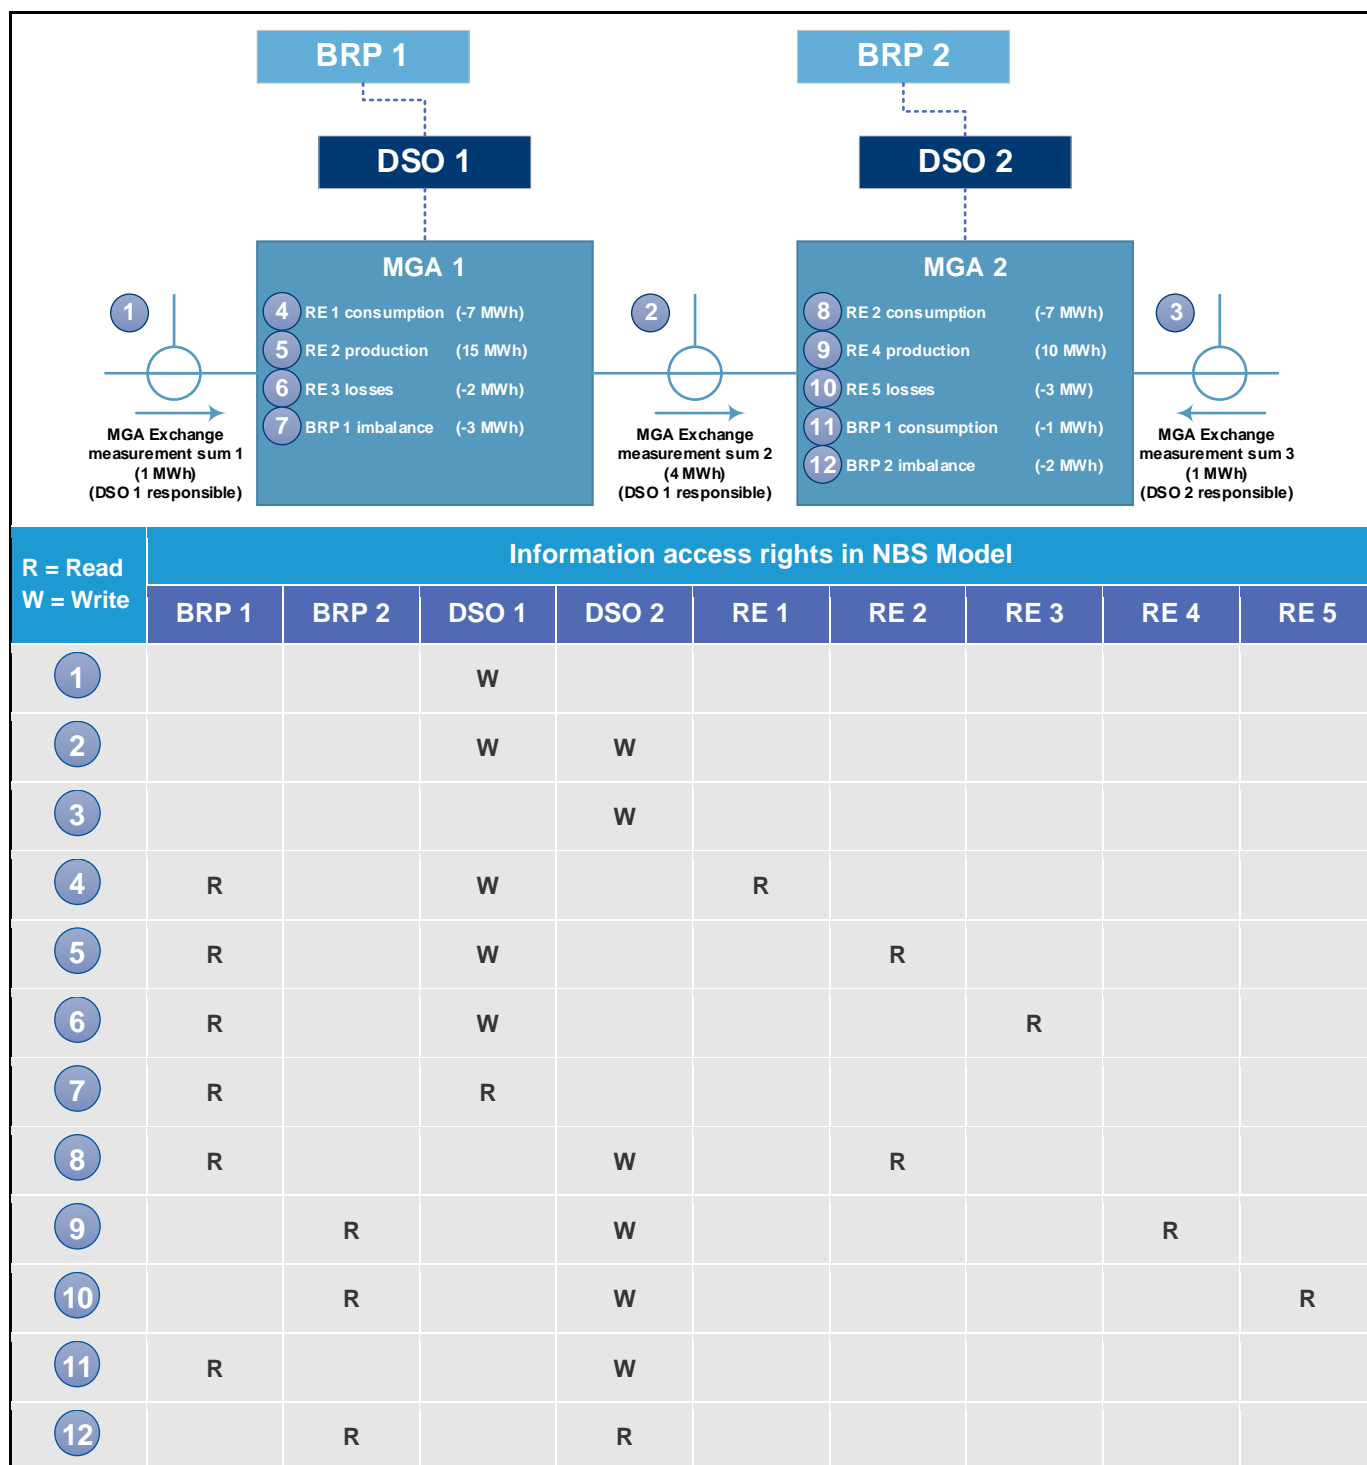 BRP 1
BRP 2
DSO 1
DSO 2
MGA 1
4 RE 1 consumption (-7 MWh)
5 RE 2 production (15 MWh)
6 RE 3 losses (-2 MWh)
7 BRP 1 imbalance (-3 MWh)
MGA 2
8 RE 2 consumption (-7 MWh)
9 RE 4 production (10 MWh)
10 RE 5 losses (-3 MW)
11 BRP 1 consumption (-1 MWh)
12 BRP 2 imbalance (-2 MWh)
1
MGA Exchange
measurement sum 1
(1 MWh)
(DSO 1 responsible)
2
MGA Exchange
measurement sum 2
(4 MWh)
(DSO 1 responsible)
3
MGA Exchange
measurement sum 3
(1 MWh)
(DSO 2 responsible)
R = Read
W = Write
Information access rights in NBS Model
BRP 1 BRP 2 DSO 1 DSO 2 RE 1 RE 2 RE 3 RE 4 RE 5
1 W
2 W W
3 W
4 R W R
5 R W R
6 R W R
7 R R
8 R W R
9 R W R
10 R W R
11 R W
12 R R